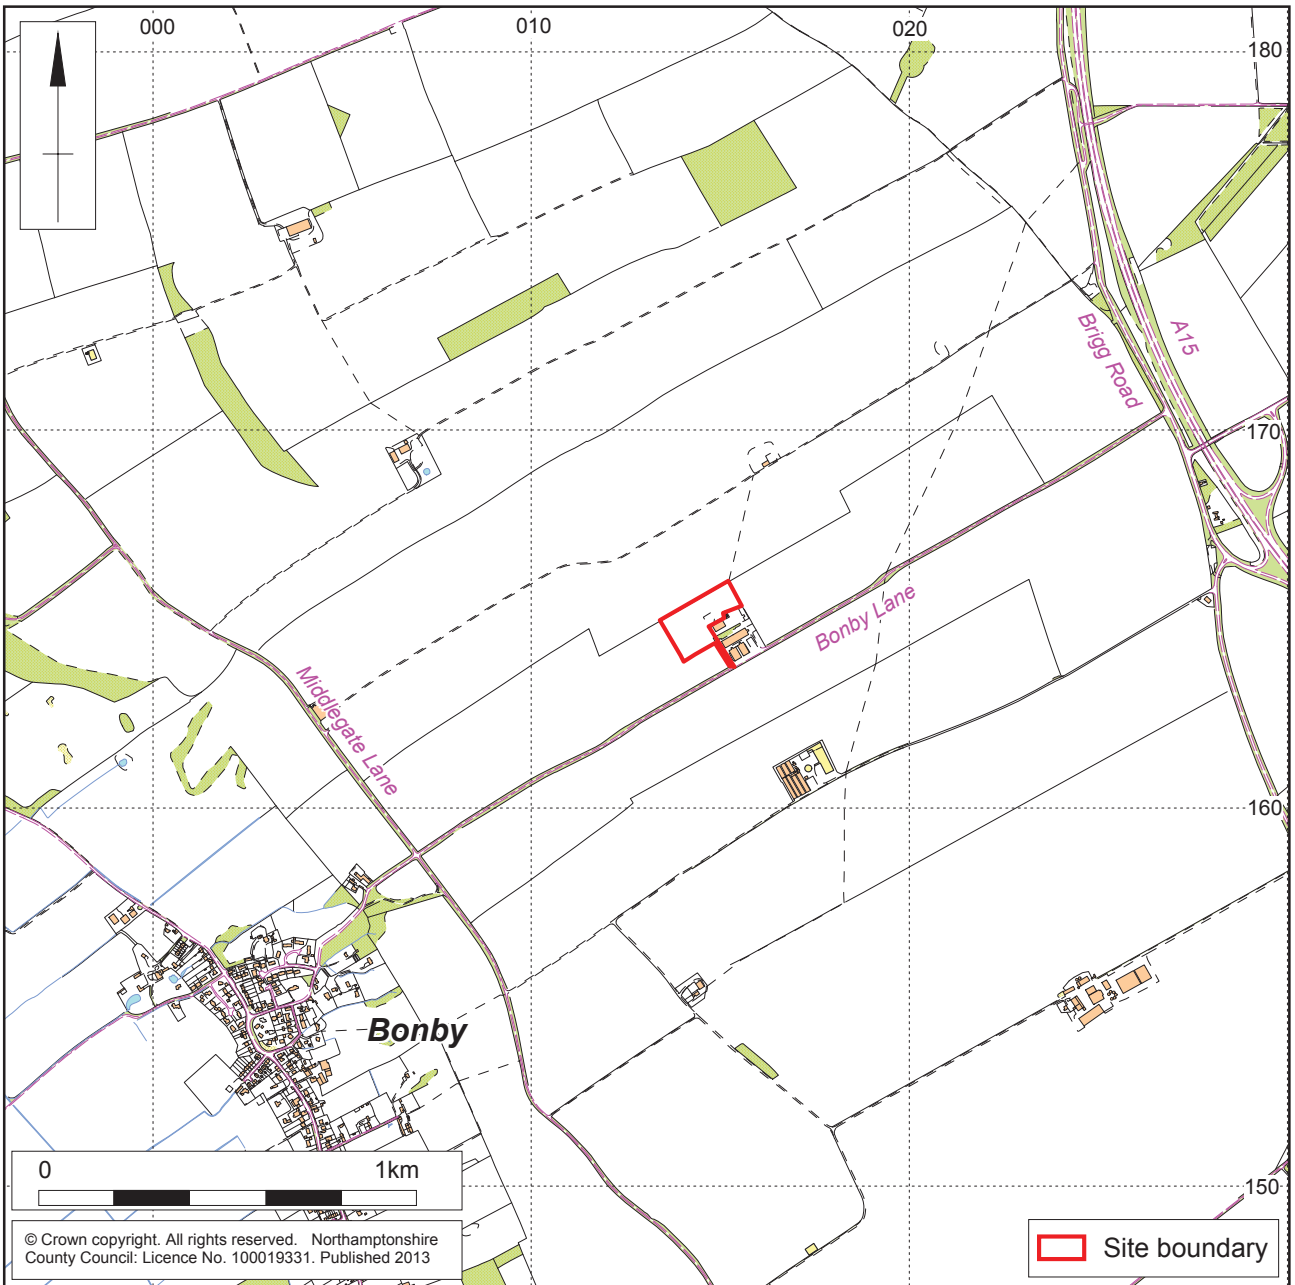 000
010
020
180
Brigg Road
A15
170
Bonby Lane
Middlegate Lane
160
Bonby
0
1km
150
© Crown copyright. All rights reserved. Northamptonshire
County Council: Licence No. 100019331. Published 2013
Site boundary